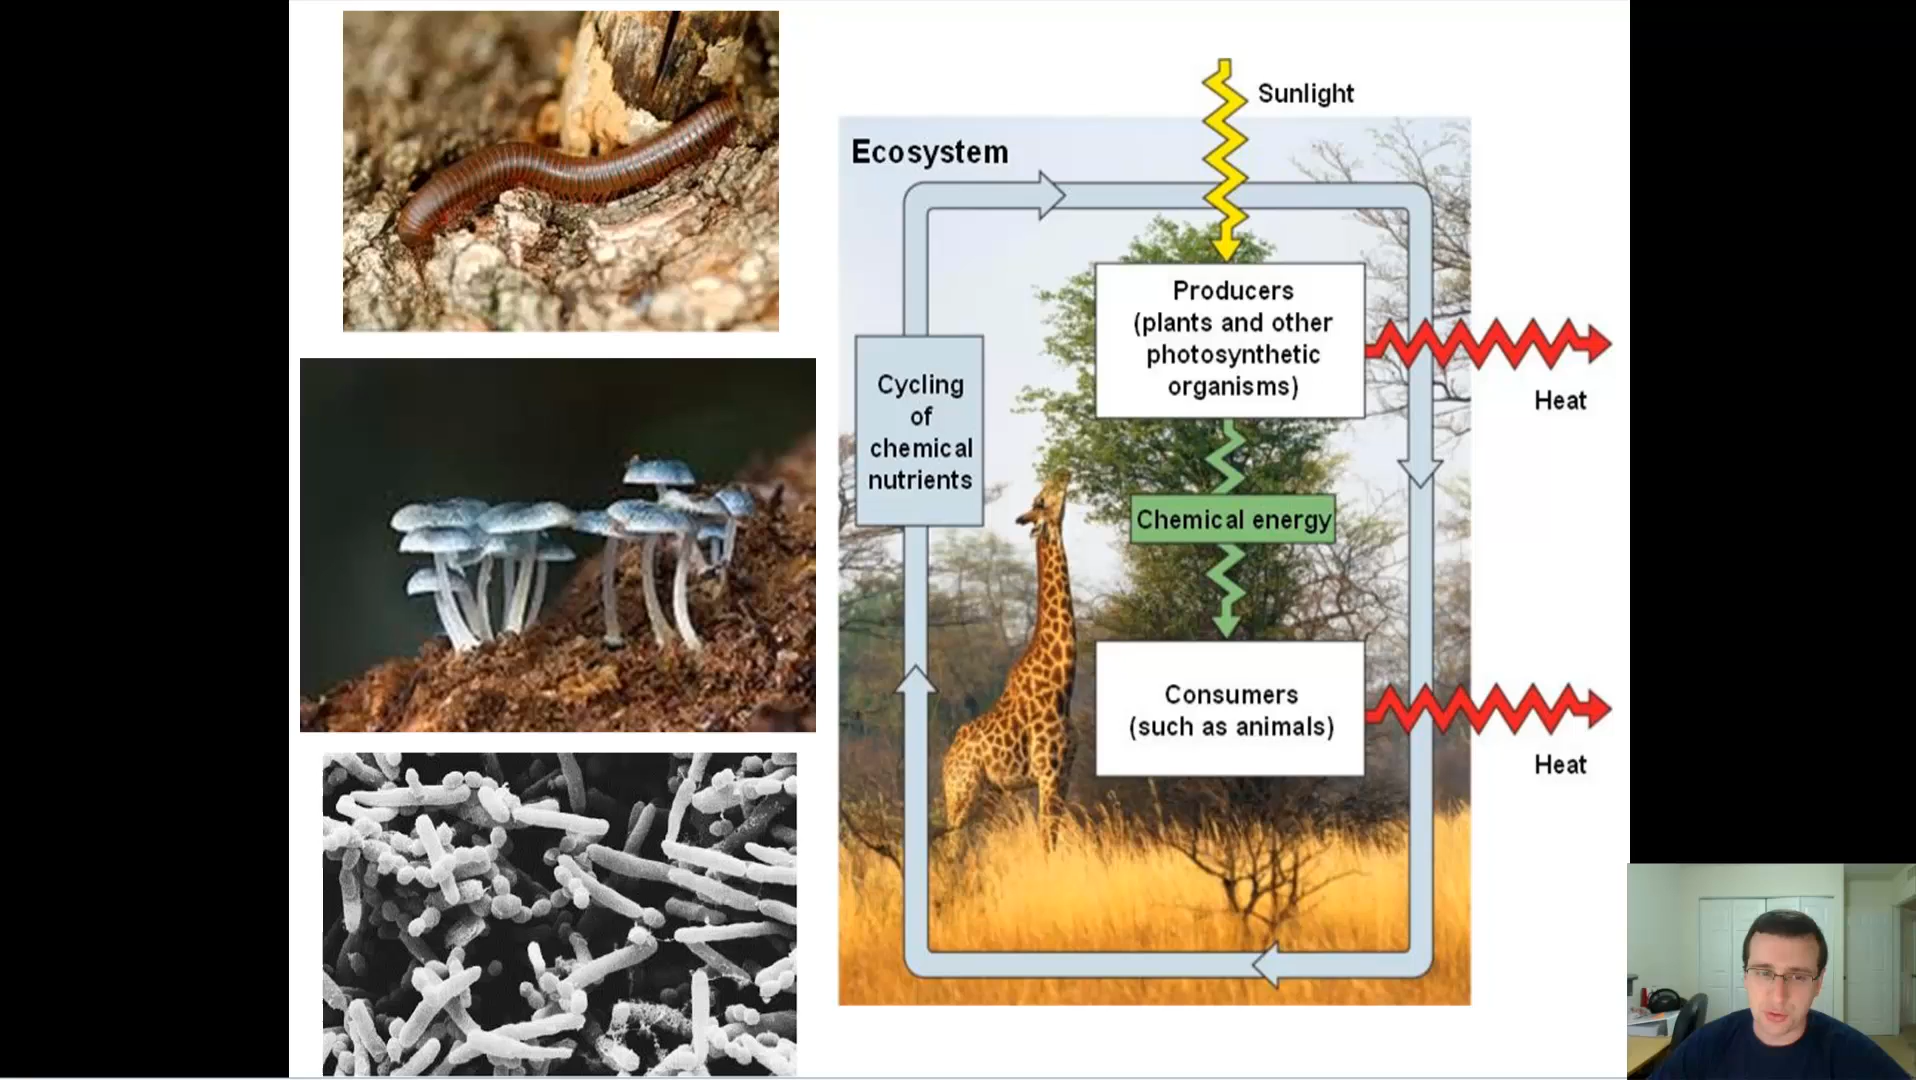 Sunlight
Ecosystem
Producers
(plants and other
photosynthetic
organisms)
Heat
Cycling
of
chemical
nutrients
Chemical energy
Consumers
(such as animals)
Heat